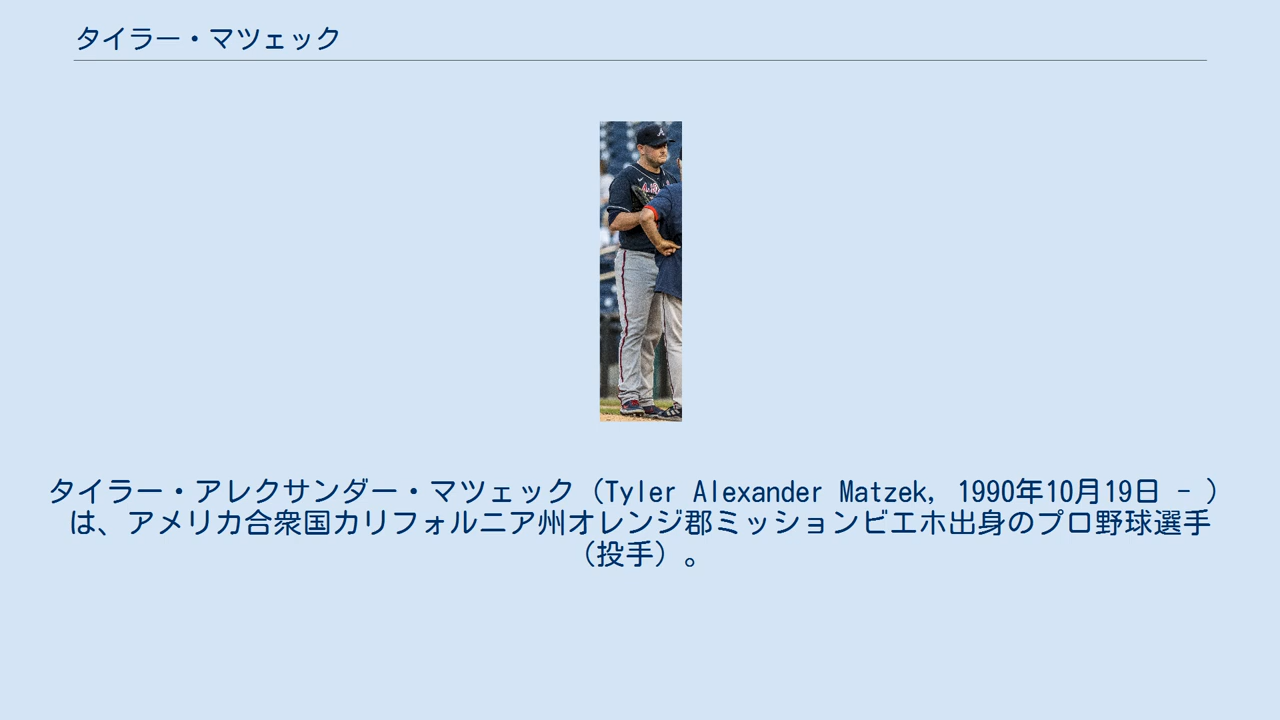 タイラー・マツェック
タイラー・アレクサンダー・マツェック（Tyler Alexander Matzek, 1990年10月19日 - ）
は、アメリカ合衆国カリフォルニア州オレンジ郡ミッションビエホ出身のプロ野球選手
（投手）。